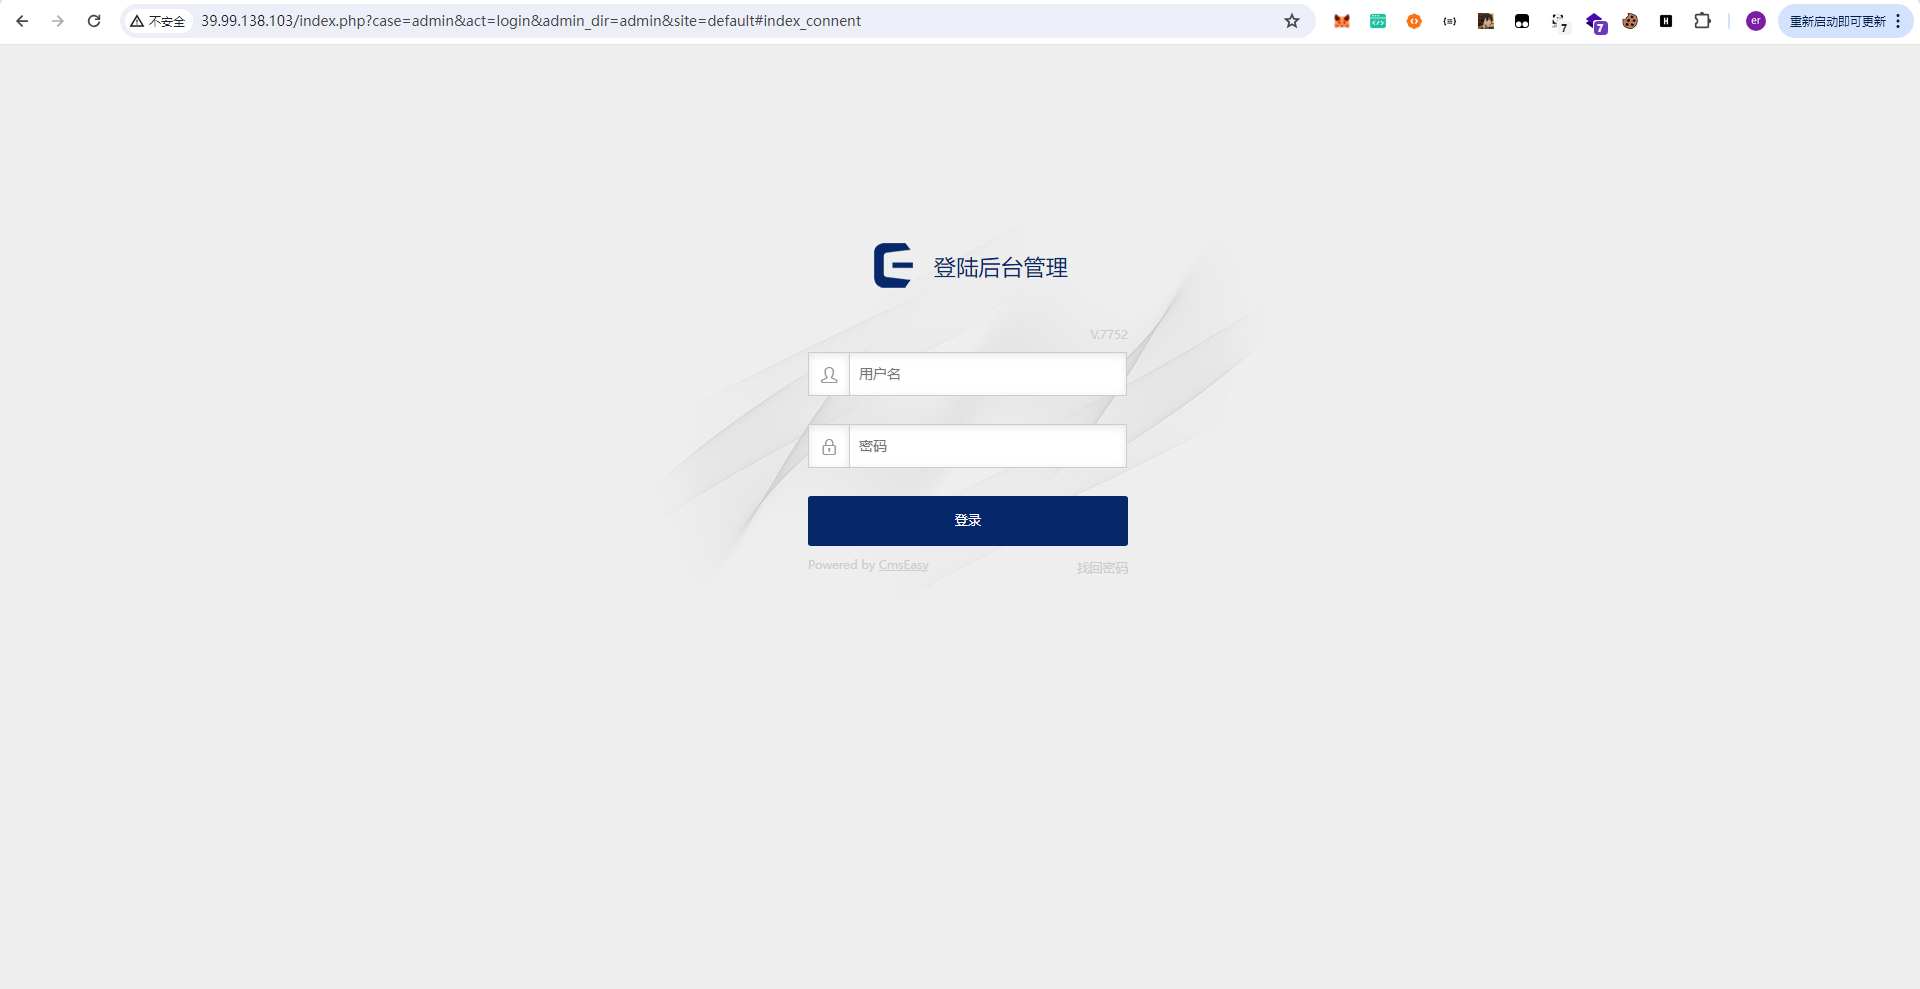 不安全
39.99.138.103/index.php?case=admin&act=login&admin_dir=admin&site=default#index_connent
7
7
H
er
重新启动即可更新
登陆后台管理
V.7752
用户名
密码
登录
Powered by CmsEasy
找回密码